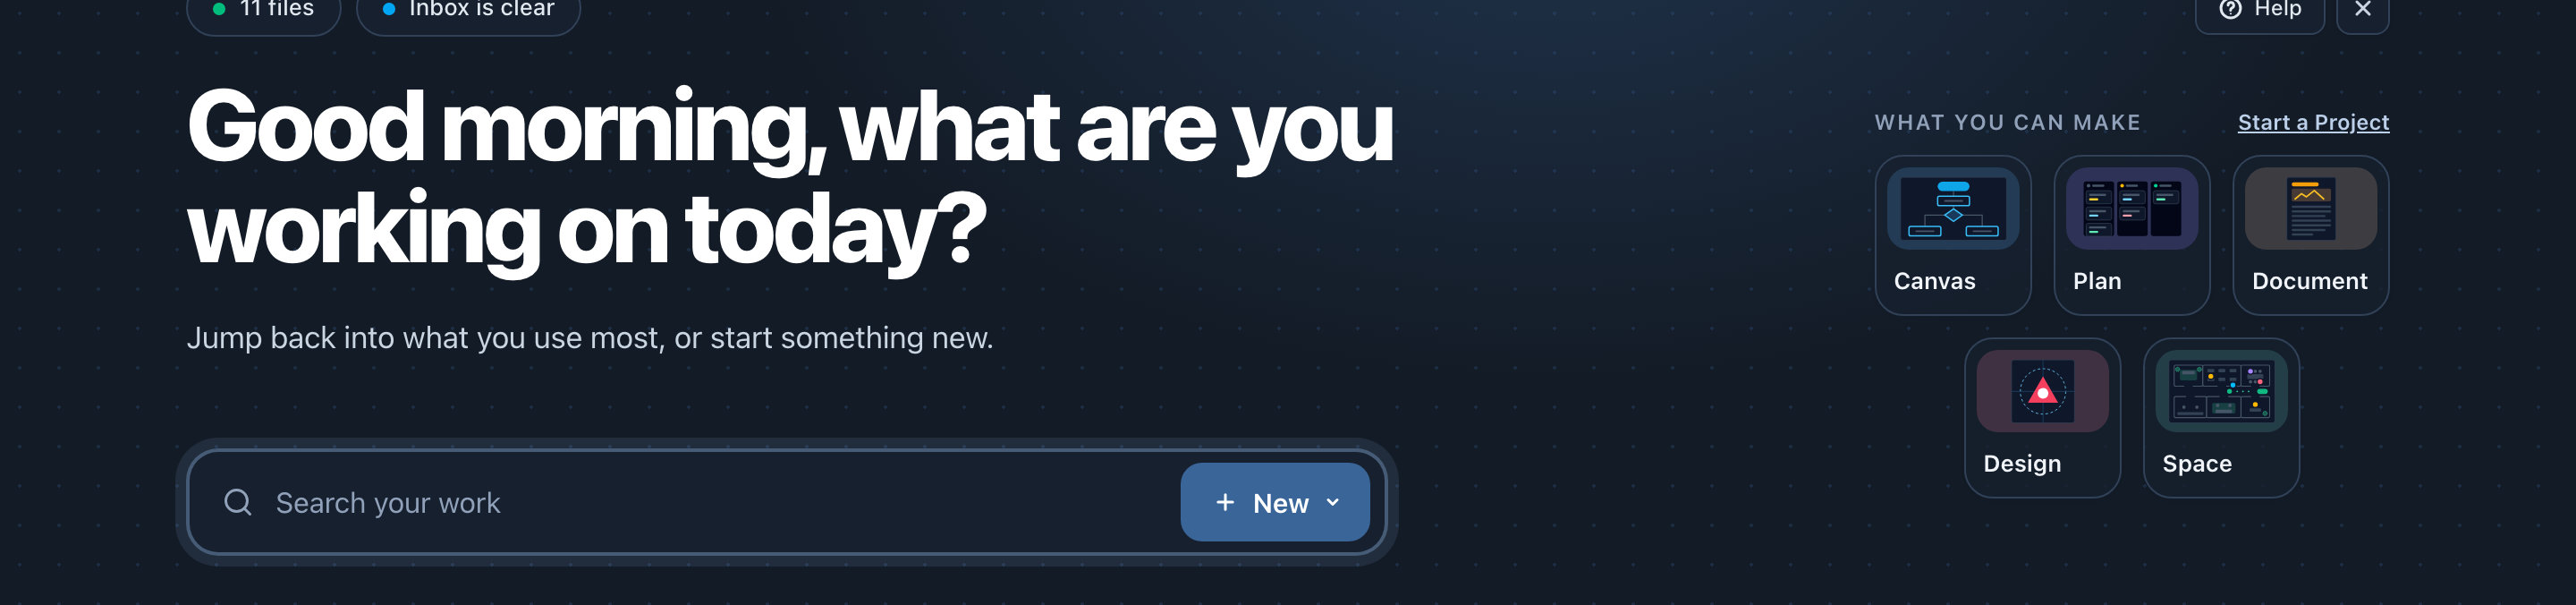 11 files
Inbox is clear
Help
Good morning, what are you
working on today?
Jump back into what you use most, or start something new.
Search your work
New
WHAT YOU CAN MAKE
Start a Project
Canvas
Plan
Document
Design
Space